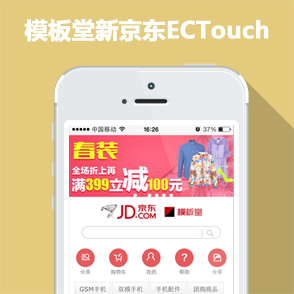 模板堂新京东ECTouch
中国移动 16:26 37%
春装
全场折上再
满399立减100元
JD京东 模板堂
.COM
分类 购物车 我的 帮助 分享
GSM手机 双模手机 手机配件 团购商品